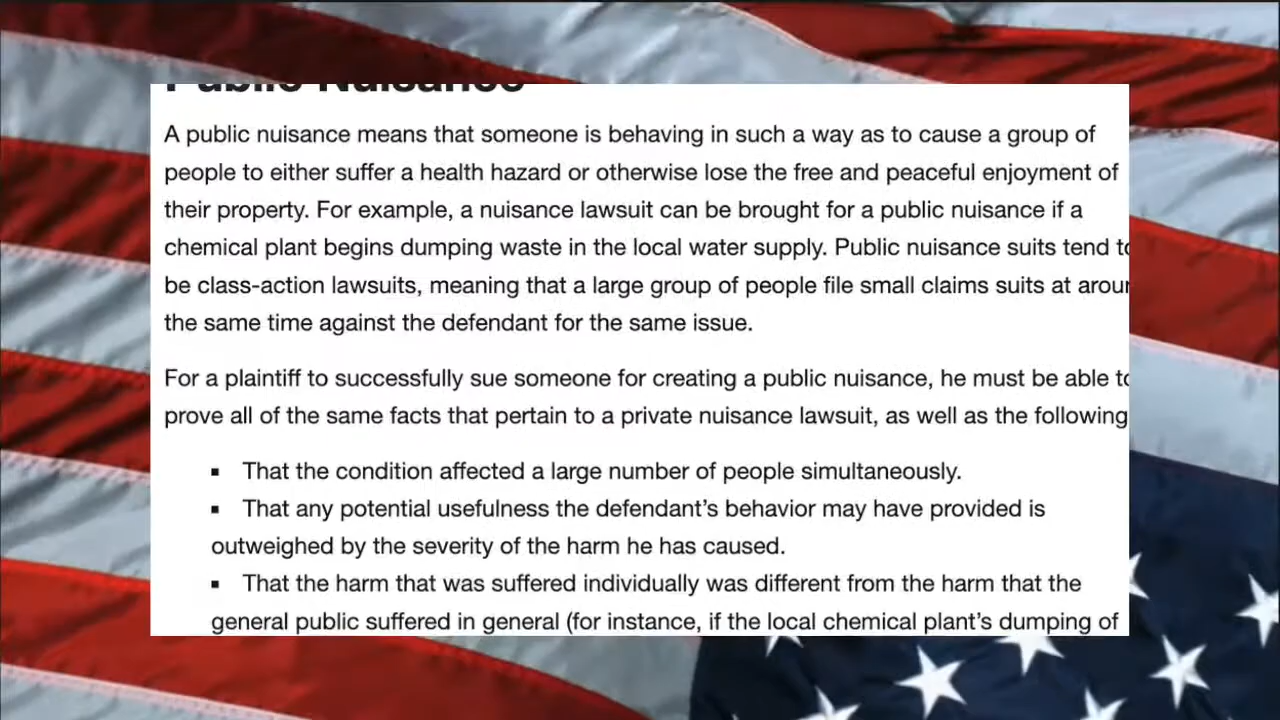 Public Nuisance
A public nuisance means that someone is behaving in such a way as to cause a group of
people to either suffer a health hazard or otherwise lose the free and peaceful enjoyment of
their property. For example, a nuisance lawsuit can be brought for a public nuisance if a
chemical plant begins dumping waste in the local water supply. Public nuisance suits tend to
be class-action lawsuits, meaning that a large group of people file small claims suits at aroun
the same time against the defendant for the same issue.
For a plaintiff to successfully sue someone for creating a public nuisance, he must be able to
prove all of the same facts that pertain to a private nuisance lawsuit, as well as the following
▪ That the condition affected a large number of people simultaneously.
▪ That any potential usefulness the defendant's behavior may have provided is
outweighed by the severity of the harm he has caused.
▪ That the harm that was suffered individually was different from the harm that the
general public suffered in general (for instance, if the local chemical plant's dumping of